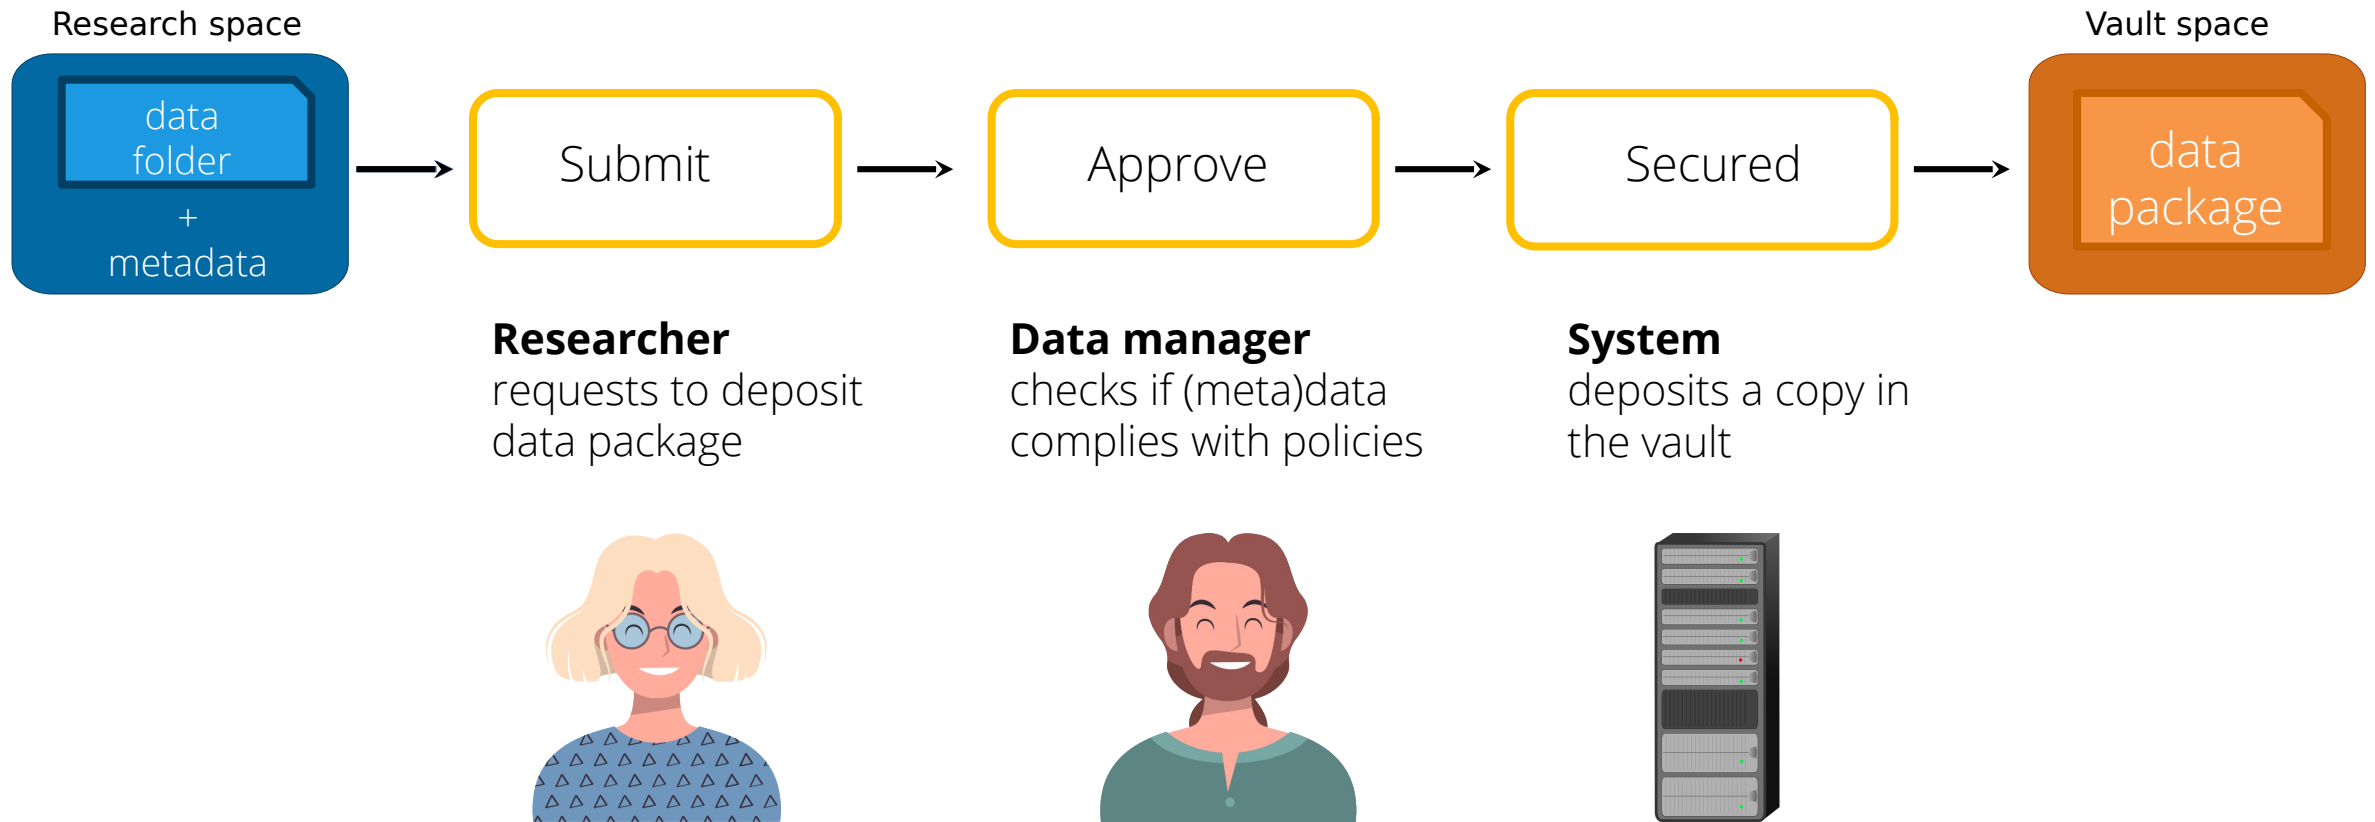 Research space
data
folder
+
metadata
Submit
Approve
Secured
Vault space
data
package
Researcher
requests to deposit
data package
Data manager
checks if (meta)data
complies with policies
System
deposits a copy in
the vault